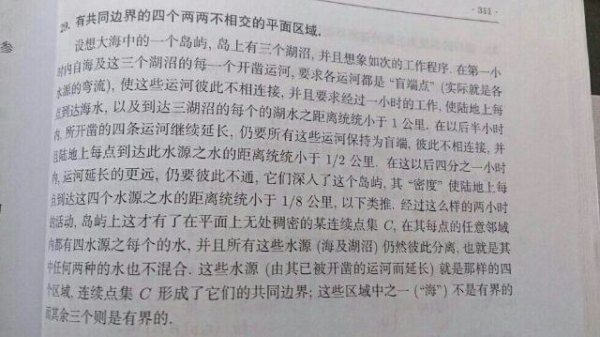 · 351 ·
29. 有共同边界的四个两两不相交的平面区域.
设想大海中的一个岛屿, 岛上有三个湖沼, 并且想象如次的工作程序. 在第一小
时内自海及这三个湖沼的每一个开凿运河, 要求各运河都是 “盲端点” (实际就是各
水源的弯流), 使这些运河彼此不相连接, 并且要求经过一小时的工作, 使陆地上每
点到达海水, 以及到达三湖沼的每个的湖水之距离统统小于 1 公里. 在以后半小时
内, 所开凿的四条运河继续延长, 仍要所有这些运河保持为盲端, 彼此不相连接, 并
且陆地上每点到达此水源之水的距离统统小于 1/2 公里. 在这以后四分之一小时
内, 运河延长的更远, 仍要彼此不通, 它们深入了这个岛屿, 其 “密度” 使陆地上每
点到达这四个水源之水的距离统统小于 1/8 公里, 以下类推. 经过这么样的两小时
的活动, 岛屿上这才有了在平面上无处稠密的某连续点集 C, 在其每点的任意邻域
内都有四水源之每个的水, 并且所有这些水源 (海及湖沼) 仍然彼此分离, 也就是其
中任何两种的水也不混合. 这些水源 (由其已被开凿的运河而延长) 就是那样的四
个区域, 连续点集 C 形成了它们的共同边界; 这些区域中之一 (“海”) 不是有界的
而其余三个则是有界的.
参